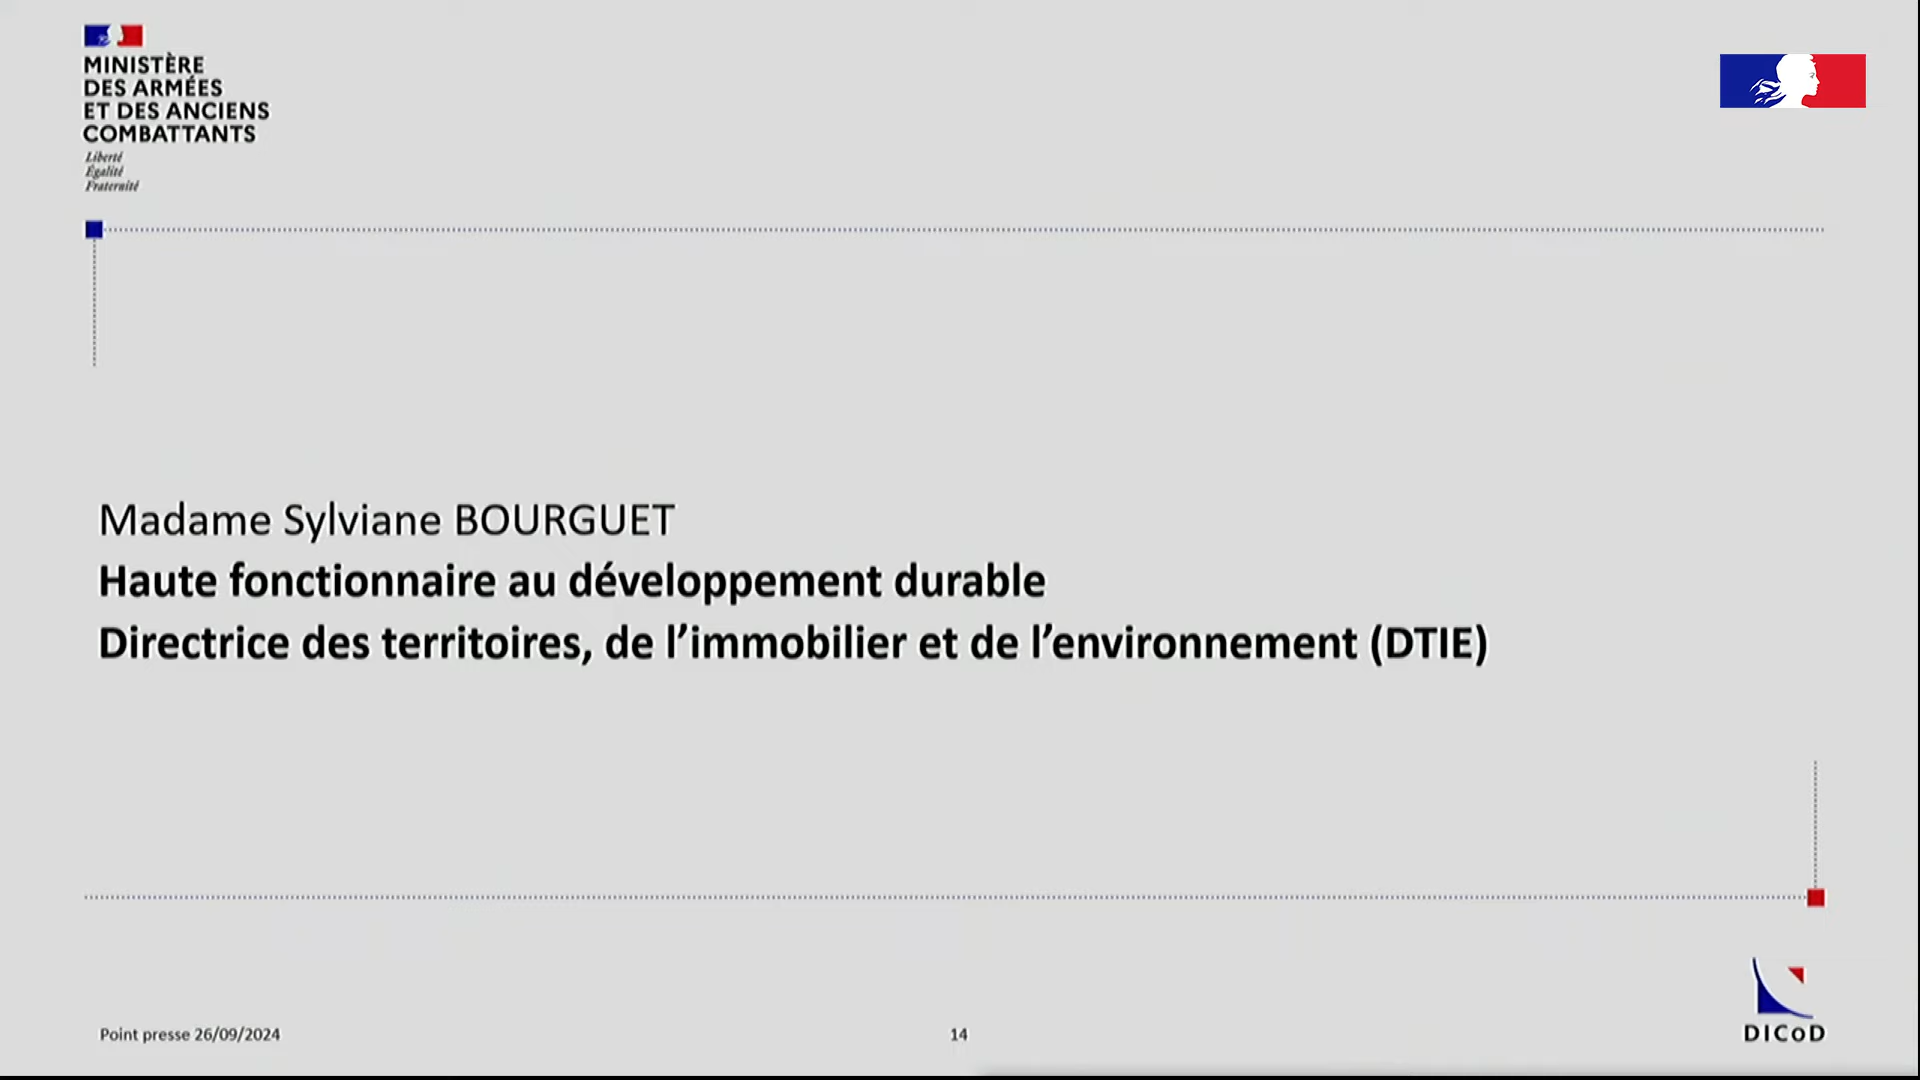 MINISTÈRE
DES ARMÉES
ET DES ANCIENS
COMBATTANTS
Liberté
Égalité
Fraternité
Madame Sylviane BOURGUET
Haute fonctionnaire au développement durable
Directrice des territoires, de l’immobilier et de l’environnement (DTIE)
Point presse 26/09/2024
14
DICoD